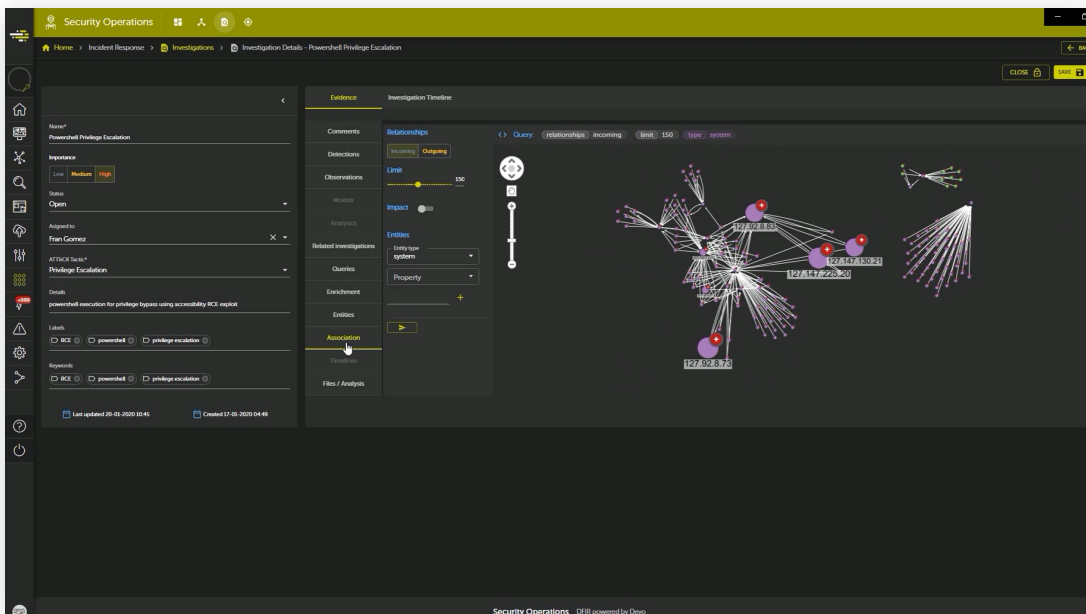 Security Operations
Home > Incident Response > Investigations > Investigation Details - Powershell Privilege Escalation
CLOSE
SAVE
Name*
Powershell Privilege Escalation
Importance
Low Medium High
Status
Open
Asigned to
Fran Gomez
ATT&CK Tactic*
Privilege Escalation
Details
powershell execution for privilege bypass using accessibility RCE exploit
Labels
RCE powershell privilege escalation
Keywords
RCE powershell privilege escalation
Last updated 20-01-2020 10:45 Created 17-01-2020 04:49
Evidence Investigation Timeline
Comments
Detections
Observations
Models
Analytics
Related investigations
Queries
Enrichment
Entities
Association
Timelines
Files / Analysis
Relationships
Incoming Outgoing
Limit
150
Impact
Entities
Entity type
system
Property
Query: relationships incoming limit 150 type system
127.92.8.83
127.147.130.21
127.147.225.20
127.92.8.73
+999
Security Operations DFIR powered by Devo